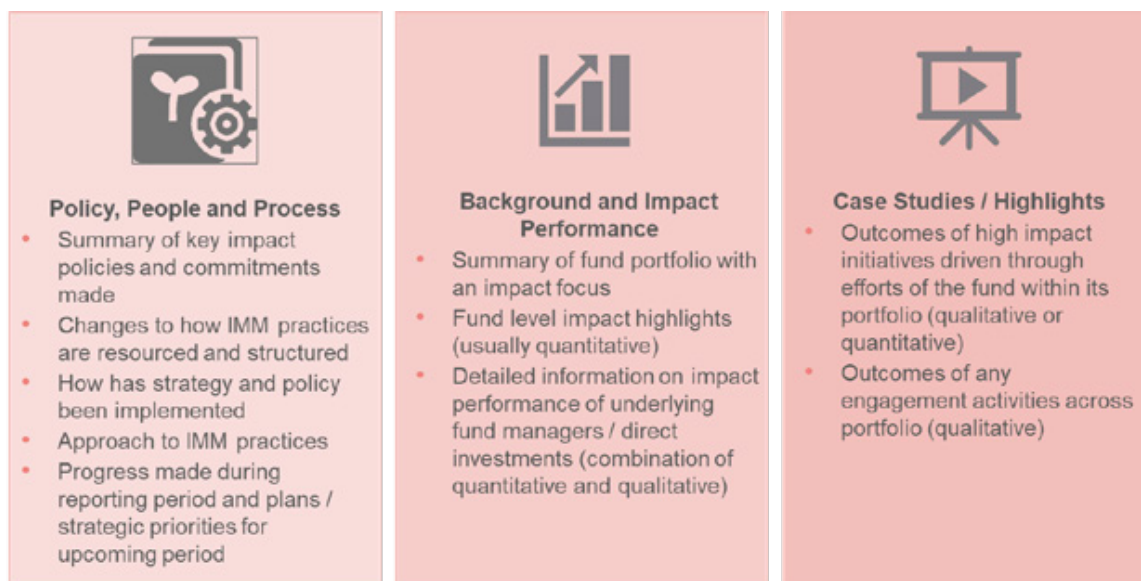 Policy, People and Process
• Summary of key impact
policies and commitments
made
• Changes to how IMM practices
are resourced and structured
• How has strategy and policy
been implemented
• Approach to IMM practices
• Progress made during
reporting period and plans /
strategic priorities for
upcoming period
Background and Impact
Performance
• Summary of fund portfolio with
an impact focus
• Fund level impact highlights
(usually quantitative)
• Detailed information on impact
performance of underlying
fund managers / direct
investments (combination of
quantitative and qualitative)
Case Studies / Highlights
• Outcomes of high impact
initiatives driven through
efforts of the fund within its
portfolio (qualitative or
quantitative)
• Outcomes of any
engagement activities across
portfolio (qualitative)